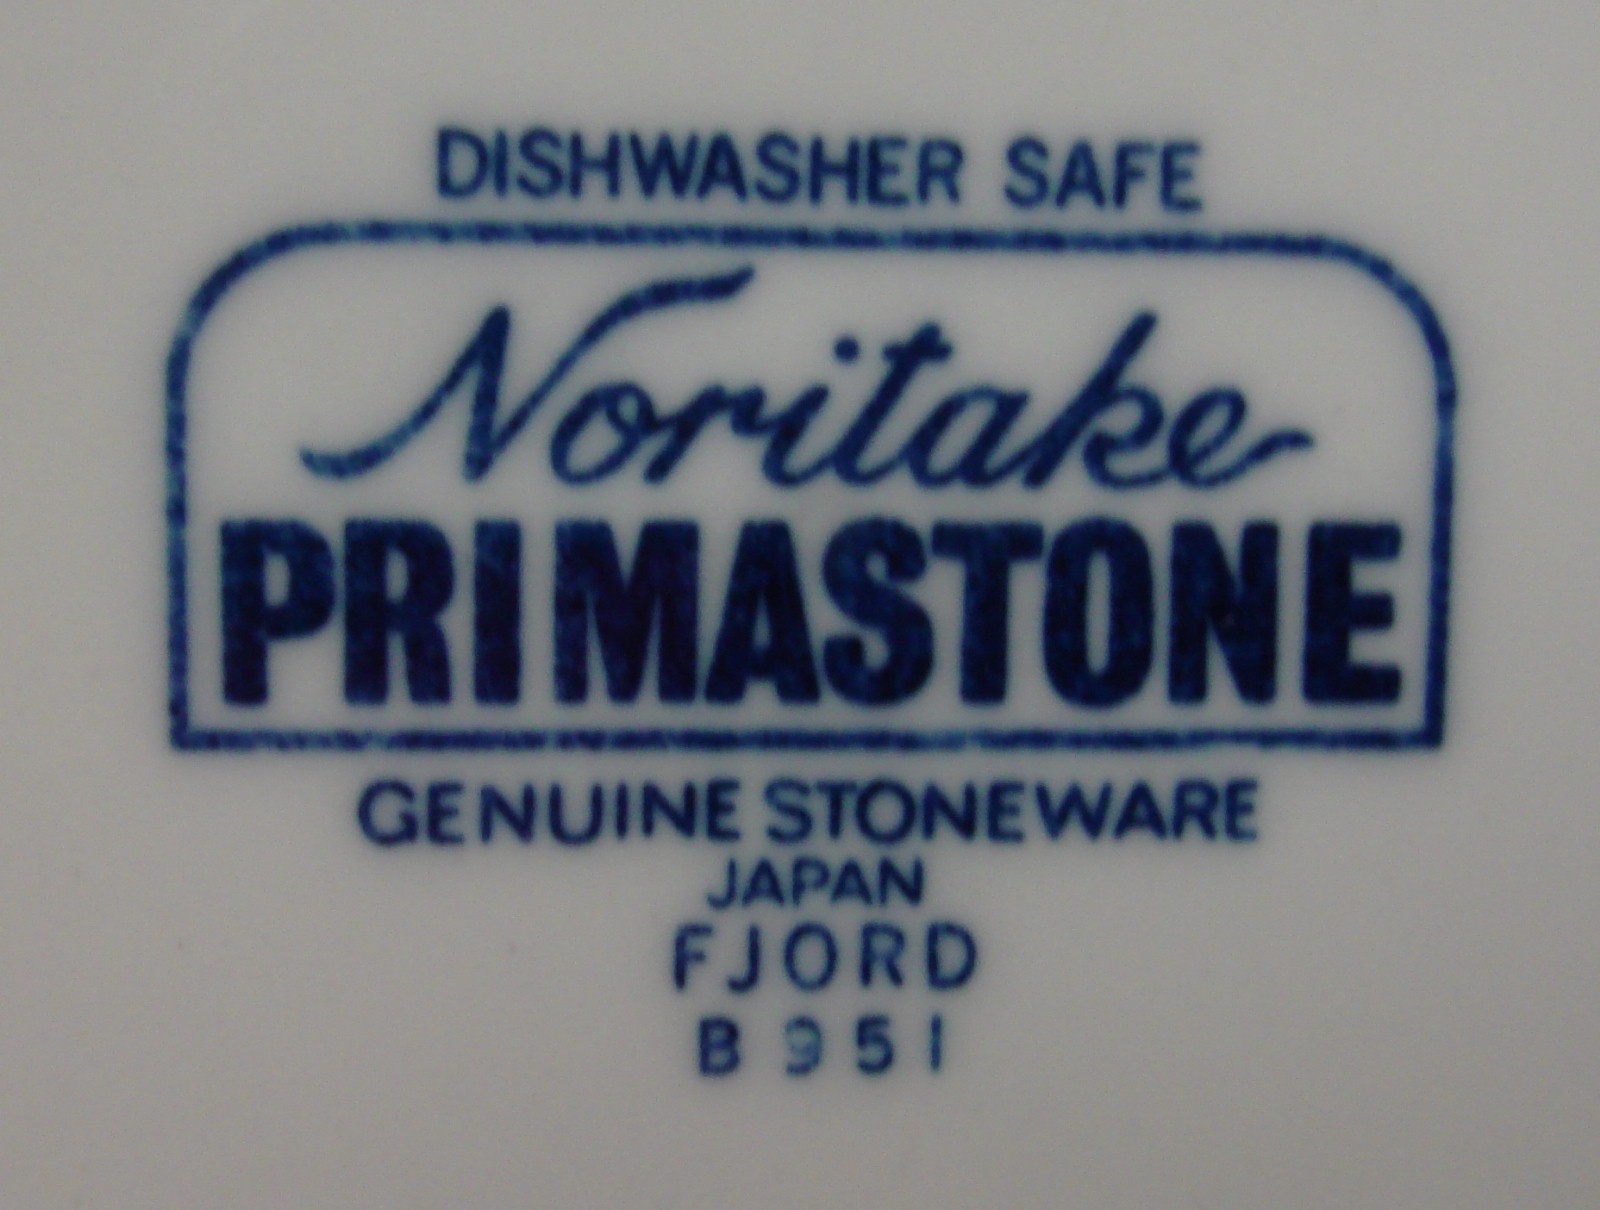 DISHWASHER SAFE
Noritake
PRIMASTONE
GENUINE STONEWARE
JAPAN
FJORD
B 951